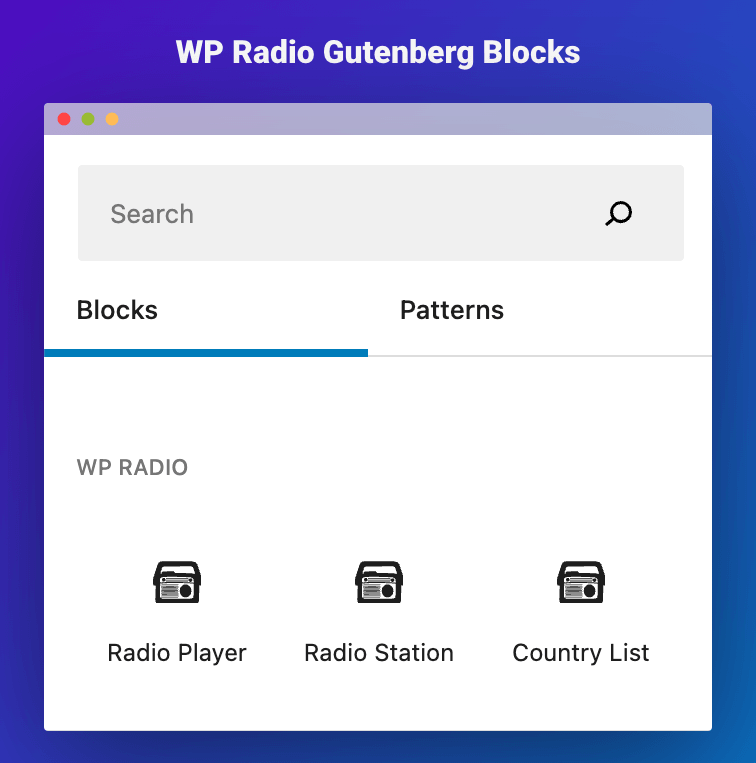 WP Radio Gutenberg Blocks
Search
Blocks Patterns
WP RADIO
Radio Player Radio Station Country List